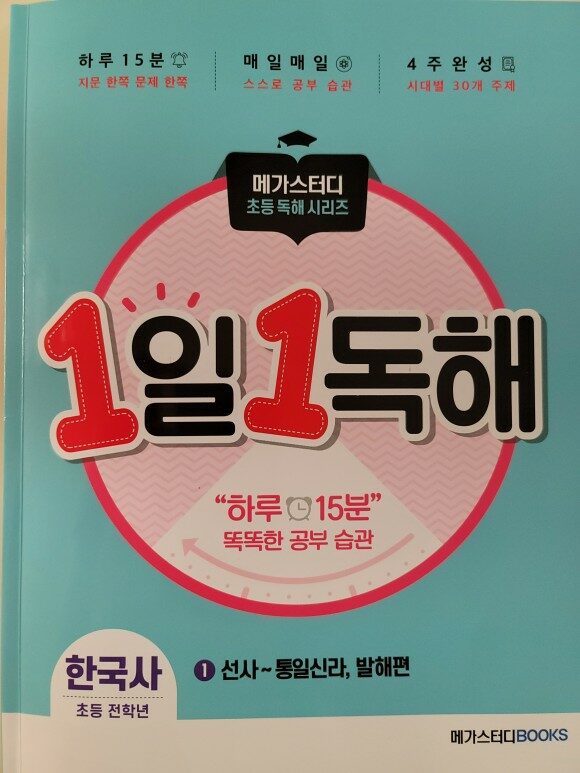 하루 15분
지문 한쪽 문제 한쪽
매일매일
스스로 공부 습관
4주완성
시대별 30개 주제
메가스터디
초등 독해 시리즈
1일 1독해
“하루 15분”
똑똑한 공부 습관
한국사
초등 전학년
1 선사~통일신라, 발해편
메가스터디BOOKS